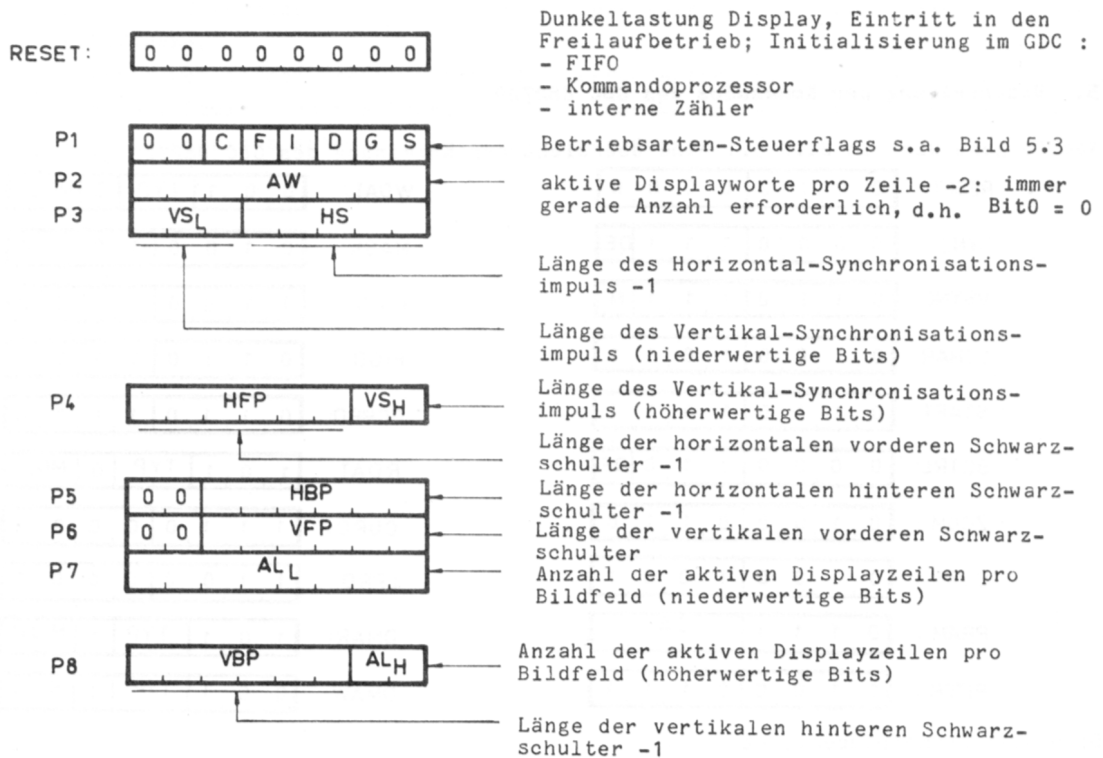 RESET: 0 0 0 0 0 0 0 0
Dunkeltastung Display, Eintritt in den
Freilaufbetrieb; Initialisierung im GDC :
- FIFO
- Kommandoprozessor
- interne Zähler
P1 0 0 C F I D G S
Betriebsarten-Steuerflags s.a. Bild 5.3
P2 AW
aktive Displayworte pro Zeile -2: immer
gerade Anzahl erforderlich, d.h. Bit0 = 0
P3 VSL HS
Länge des Horizontal-Synchronisations-
impuls -1
Länge des Vertikal-Synchronisations-
impuls (niederwertige Bits)
P4 HFP VSH
Länge des Vertikal-Synchronisations-
impuls (höherwertige Bits)
Länge der horizontalen vorderen Schwarz-
schulter -1
P5 0 0 HBP
Länge der horizontalen hinteren Schwarz-
schulter -1
P6 0 0 VFP
Länge der vertikalen vorderen Schwarz-
schulter
P7 ALL
Anzahl der aktiven Displayzeilen pro
Bildfeld (niederwertige Bits)
P8 VBP ALH
Anzahl der aktiven Displayzeilen pro
Bildfeld (höherwertige Bits)
Länge der vertikalen hinteren Schwarz-
schulter -1